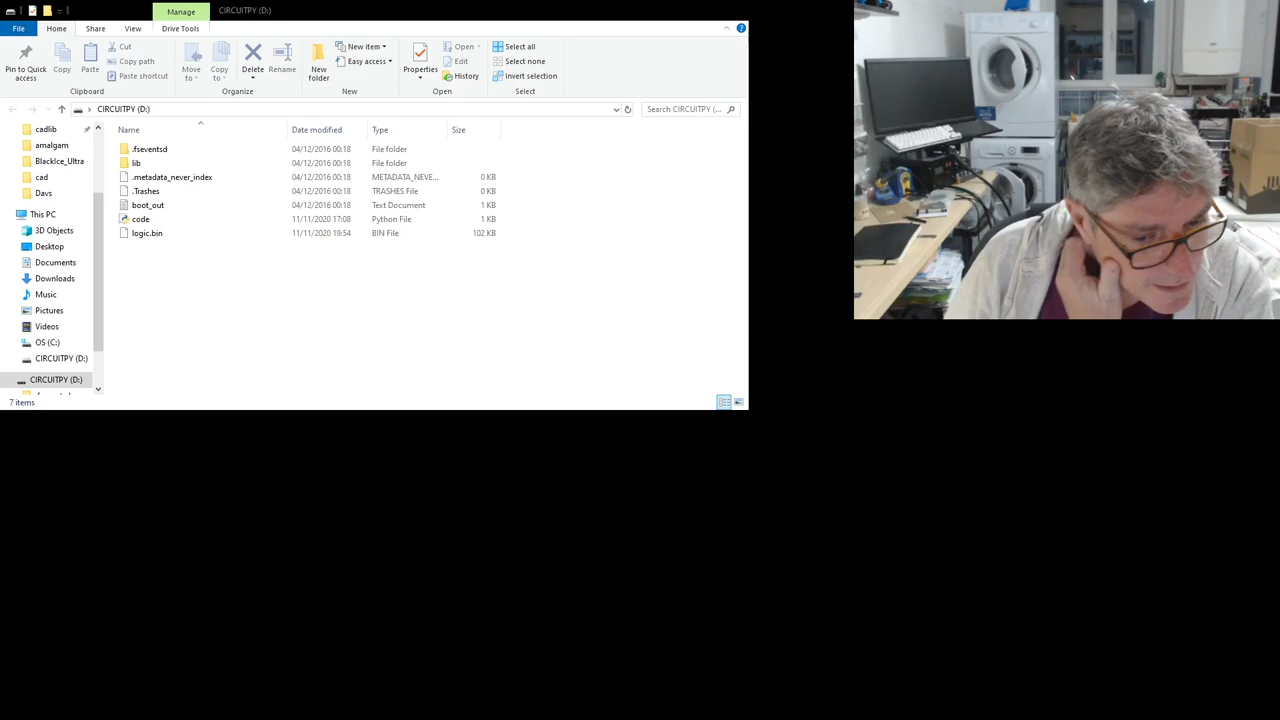 Manage
CIRCUITPY (D:)
File
Home
Share
View
Drive Tools
Pin to Quick access
Copy
Paste
Cut
Copy path
Paste shortcut
Clipboard
Move to
Copy to
Delete
Rename
Organize
New folder
New item
Easy access
New
Properties
Open
Edit
History
Open
Select all
Select none
Invert selection
Select
CIRCUITPY (D:)
Search CIRCUITPY (...
cadlib
amalgam
BlackIce_Ultra
cad
Davs
This PC
3D Objects
Desktop
Documents
Downloads
Music
Pictures
Videos
OS (C:)
CIRCUITPY (D:)
CIRCUITPY (D:)
Name Date modified Type Size
.fseventsd 04/12/2016 00:18 File folder
lib 04/12/2016 00:18 File folder
.metadata_never_index 04/12/2016 00:18 METADATA_NEVE... 0 KB
.Trashes 04/12/2016 00:18 TRASHES File 0 KB
boot_out 04/12/2016 00:18 Text Document 1 KB
code 11/11/2020 17:08 Python File 1 KB
logic.bin 11/11/2020 19:54 BIN File 102 KB
7 items